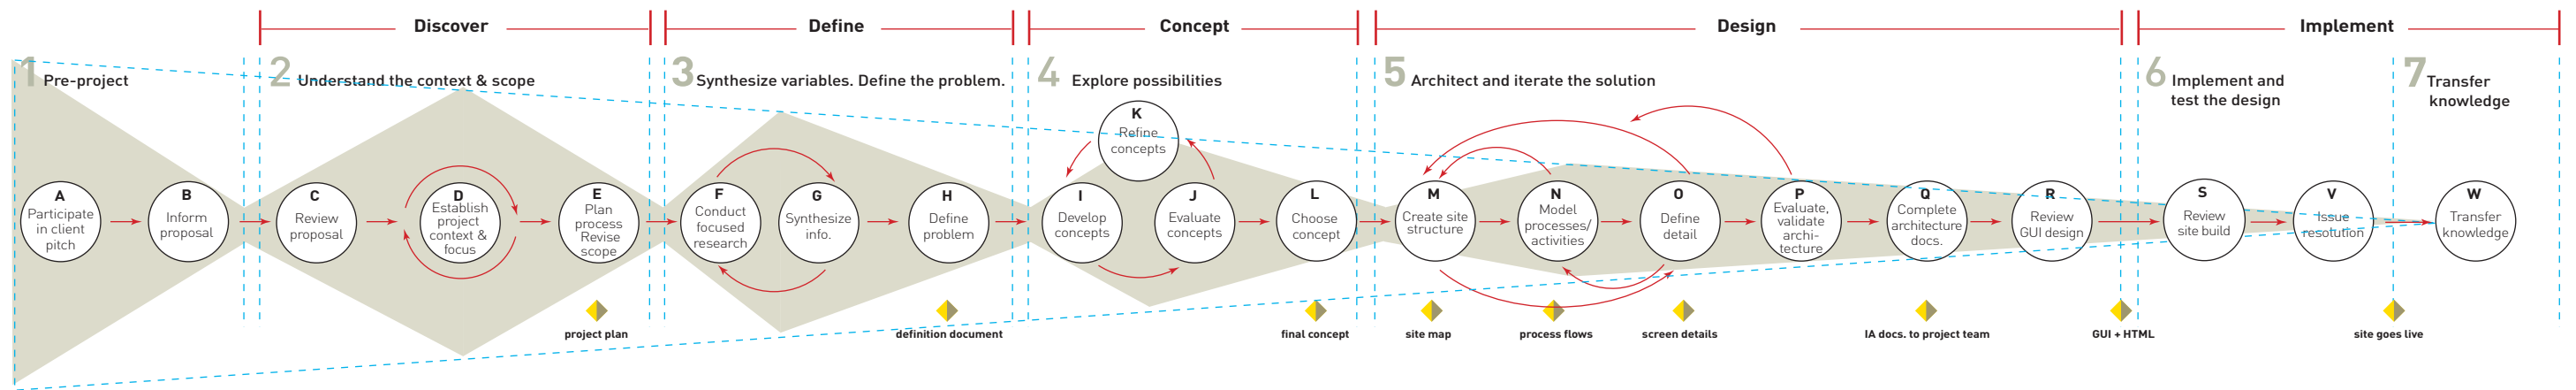 Discover
Define
Concept
Design
Implement
1 Pre-project
2 Understand the context & scope
3 Synthesize variables. Define the problem.
4 Explore possibilities
5 Architect and iterate the solution
6 Implement and
test the design
7 Transfer
knowledge
A
Participate
in client
pitch
B
Inform
proposal
C
Review
proposal
D
Establish
project
context &
focus
E
Plan
process
Revise
scope
F
Conduct
focused
research
G
Synthesize
info.
H
Define
problem
I
Develop
concepts
K
Refine
concepts
J
Evaluate
concepts
L
Choose
concept
M
Create site
structure
N
Model
processes/
activities
O
Define
detail
P
Evaluate,
validate
archi-
tecture
Q
Complete
architecture
docs.
R
Review
GUI design
S
Review
site build
V
Issue
resolution
W
Transfer
knowledge
project plan
definition document
final concept
site map
process flows
screen details
IA docs. to project team
GUI + HTML
site goes live